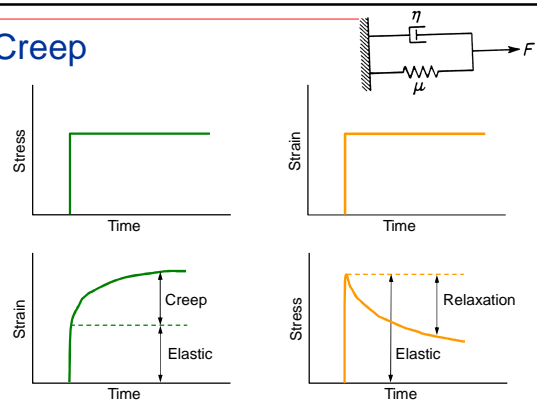 Creep
η
F
μ
Stress
Time
Strain
Time
Strain
Creep
Elastic
Time
Stress
Relaxation
Elastic
Time